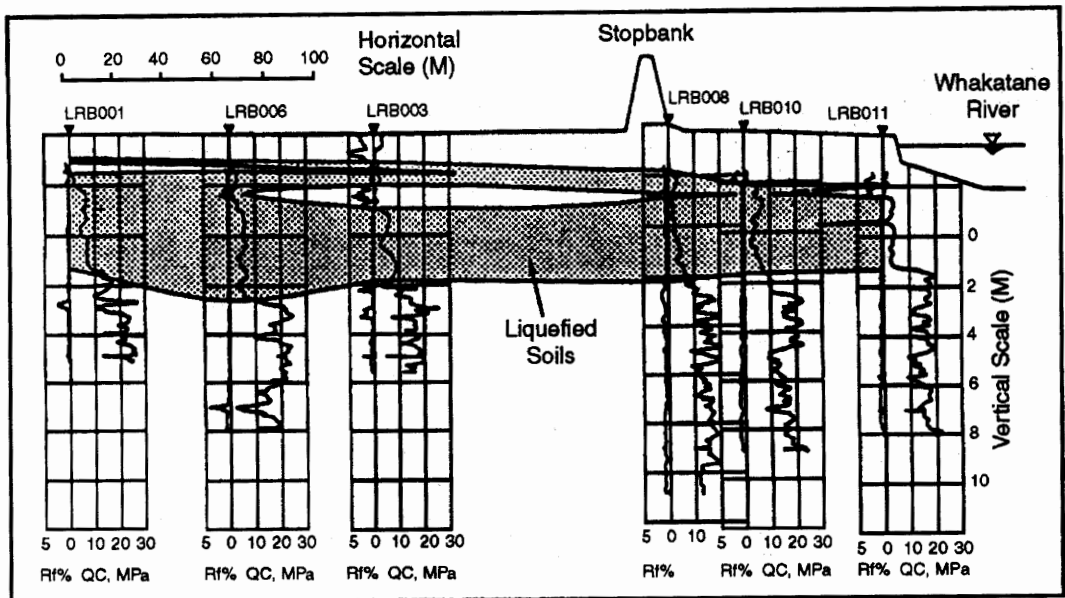 Stopbank
Horizontal
Scale (M)
0 20 40 60 80 100
Whakatane
River
LRB001
LRB006
LRB003
LRB008
LRB010
LRB011
Liquefied
Soils
0
2
4
6
8
10
Vertical Scale (M)
5 0 10 20 30
5 0 10 20 30
5 0 10 20 30
5 0 10
5 0 10 20 30
5 0 10 20 30
Rf% QC, MPa
Rf% QC, MPa
Rf% QC, MPa
Rf%
Rf% QC, MPa
Rf% QC, MPa